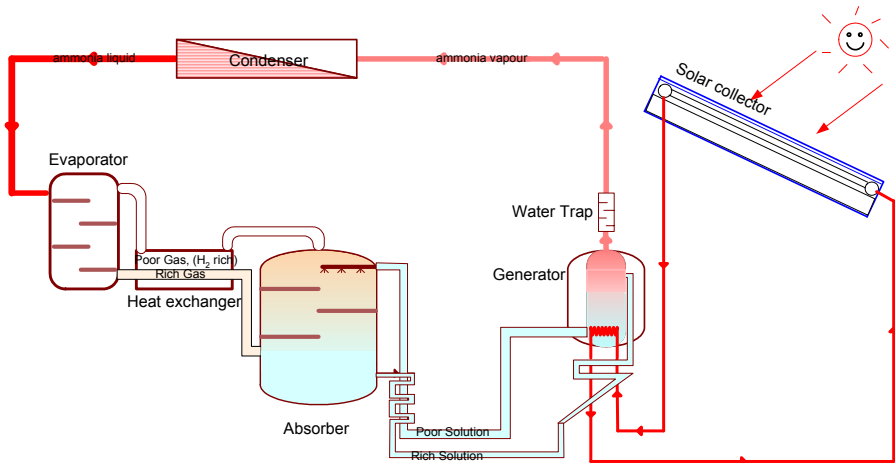 ammonia liquid
Condenser
ammonia vapour
Solar collector
Evaporator
Water Trap
Poor Gas, (H₂ rich)
Rich Gas
Generator
Heat exchanger
Absorber
Poor Solution
Rich Solution